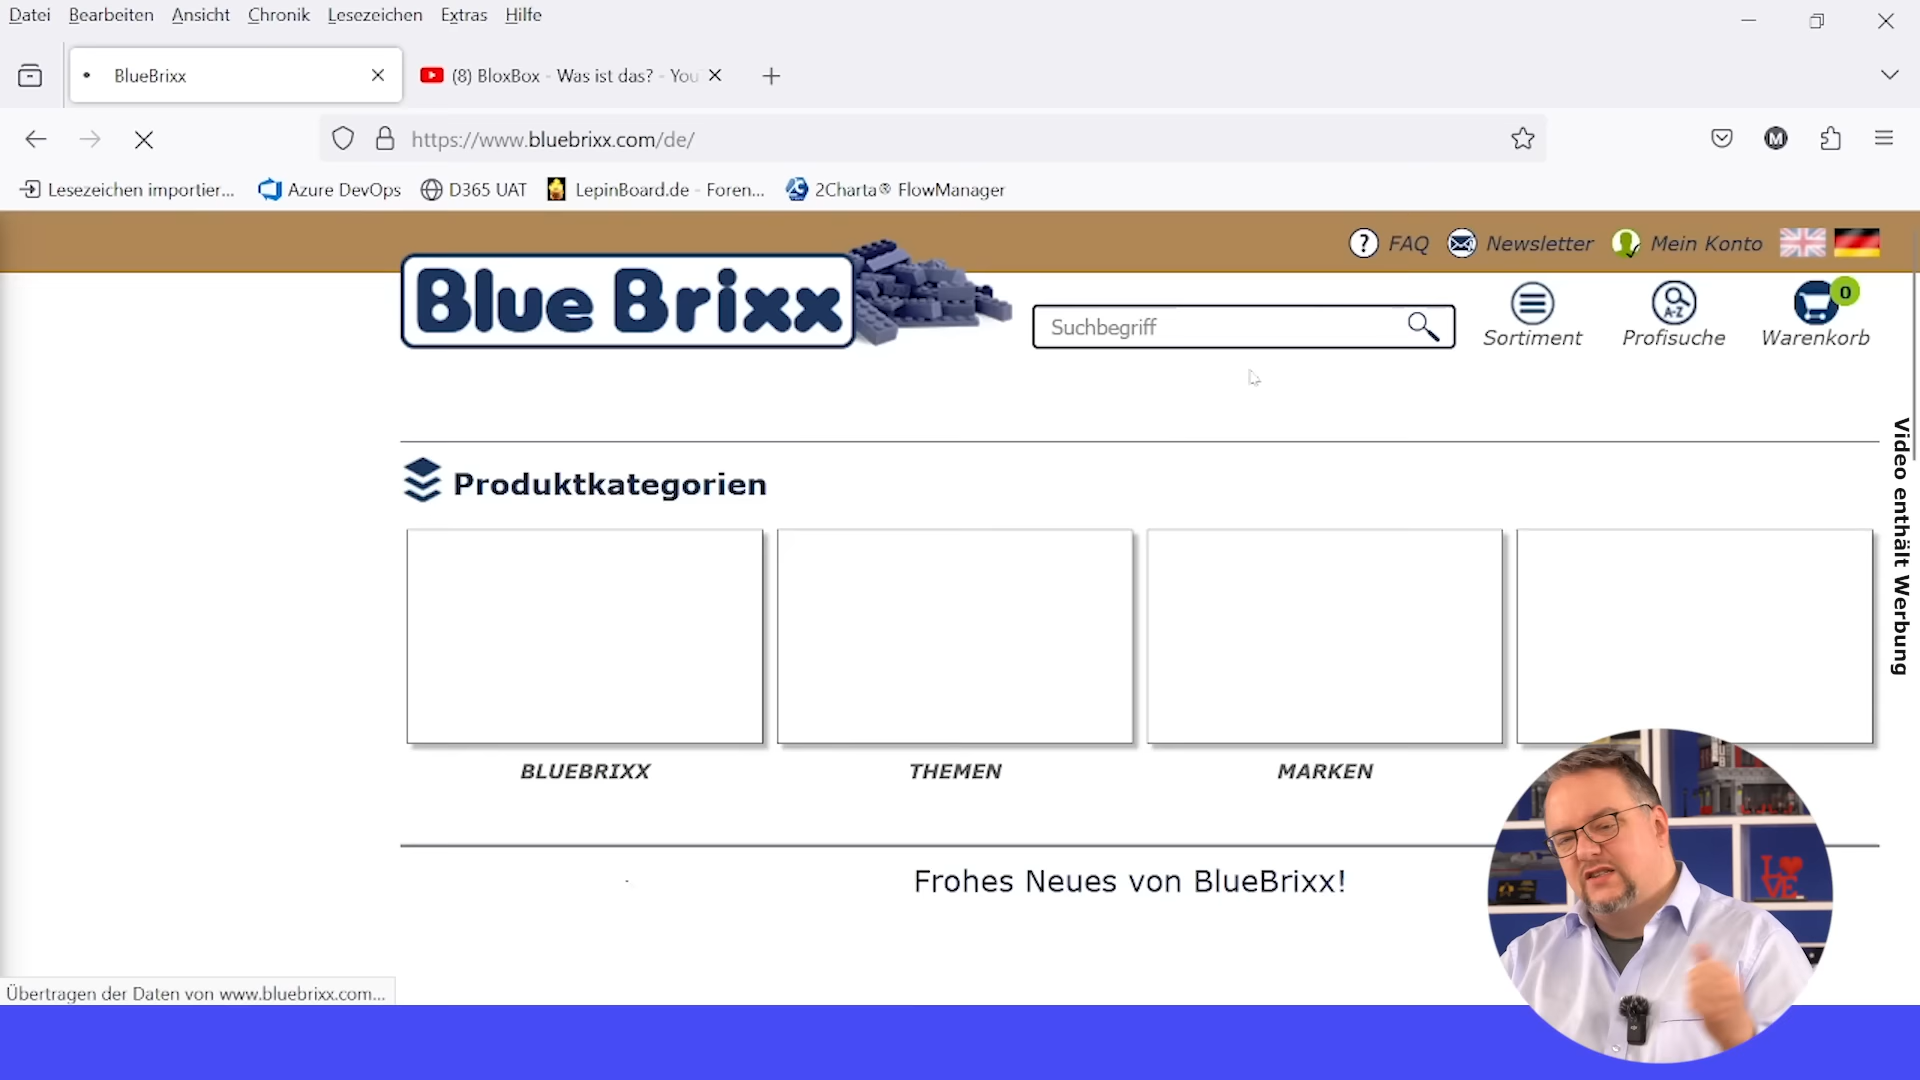 Datei Bearbeiten Ansicht Chronik Lesezeichen Extras Hilfe
BlueBrixx
(8) BloxBox - Was ist das? - You
https://www.bluebrixx.com/de/
M
Lesezeichen importier...
Azure DevOps
D365 UAT
LepinBoard.de - Foren...
2Charta® FlowManager
? FAQ
Newsletter
Mein Konto
Blue Brixx
Suchbegriff
A-Z
0
Sortiment
Profisuche
Warenkorb
Video enthält Werbung
Produktkategorien
BLUEBRIXX
THEMEN
MARKEN
Frohes Neues von BlueBrixx!
LOVE
Übertragen der Daten von www.bluebrixx.com...